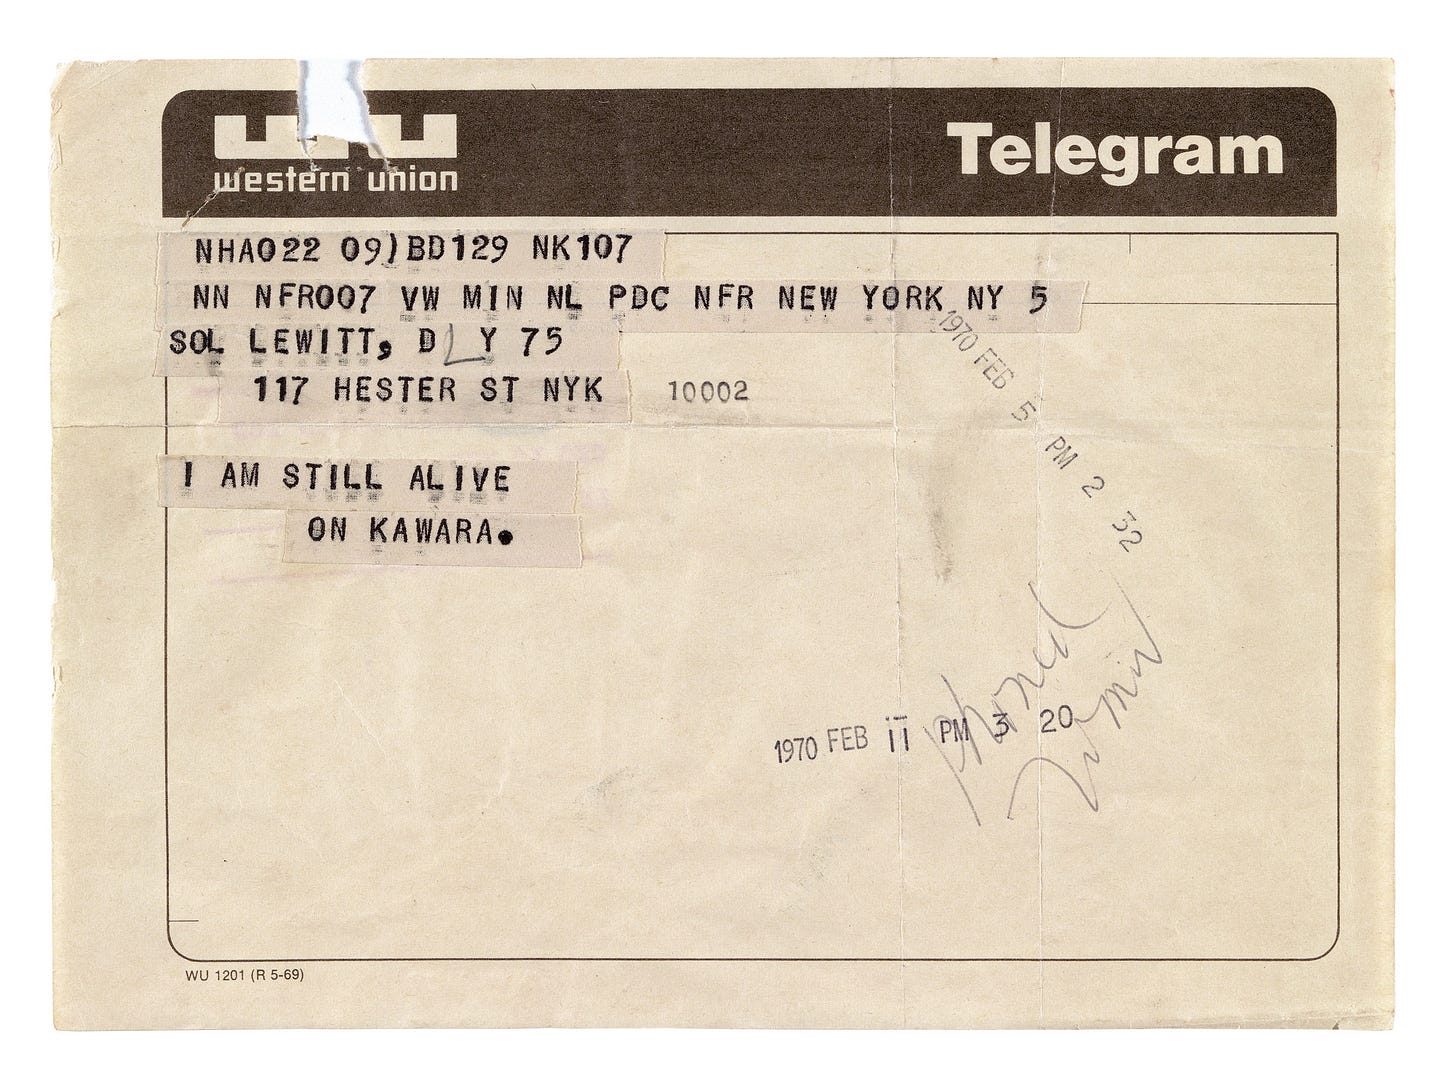 western union
Telegram
NHA022 09)BD129 NK107
NN NFR007 VW MIN NL PDC NFR NEW YORK NY 5
SOL LEWITT, D Y 75
117 HESTER ST NYK 10002
1970 FEB 5 PM 2 32
I AM STILL ALIVE
ON KAWARA.
phoned
1970 FEB 11 PM 3 20
WU 1201 (R 5-69)